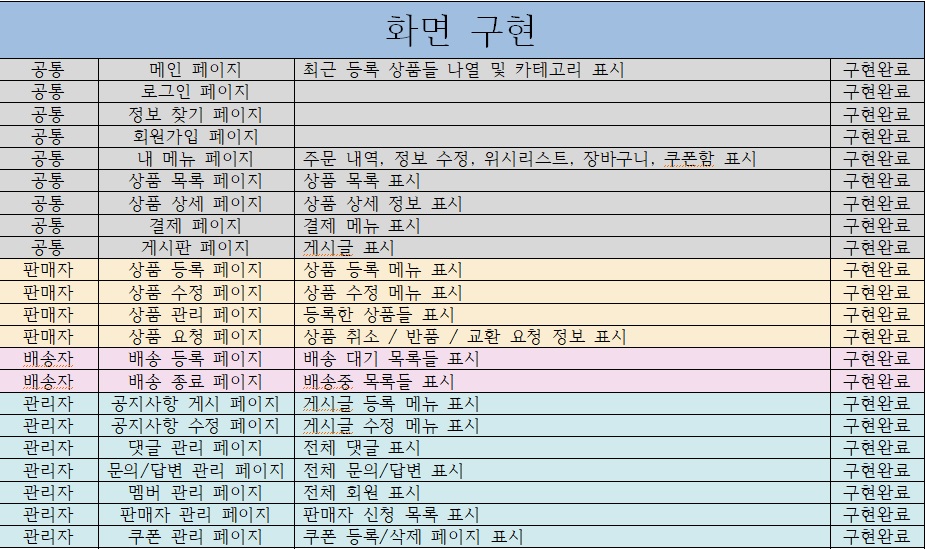 화면 구현
공통 메인 페이지 최근 등록 상품들 나열 및 카테고리 표시 구현완료
공통 로그인 페이지 구현완료
공통 정보 찾기 페이지 구현완료
공통 회원가입 페이지 구현완료
공통 내 메뉴 페이지 주문 내역, 정보 수정, 위시리스트, 장바구니, 쿠폰함 표시 구현완료
공통 상품 목록 페이지 상품 목록 표시 구현완료
공통 상품 상세 페이지 상품 상세 정보 표시 구현완료
공통 결제 페이지 결제 메뉴 표시 구현완료
공통 게시판 페이지 게시글 표시 구현완료
판매자 상품 등록 페이지 상품 등록 메뉴 표시 구현완료
판매자 상품 수정 페이지 상품 수정 메뉴 표시 구현완료
판매자 상품 관리 페이지 등록한 상품들 표시 구현완료
판매자 상품 요청 페이지 상품 취소 / 반품 / 교환 요청 정보 표시 구현완료
배송자 배송 등록 페이지 배송 대기 목록들 표시 구현완료
배송자 배송 종료 페이지 배송중 목록들 표시 구현완료
관리자 공지사항 게시 페이지 게시글 등록 메뉴 표시 구현완료
관리자 공지사항 수정 페이지 게시글 수정 메뉴 표시 구현완료
관리자 댓글 관리 페이지 전체 댓글 표시 구현완료
관리자 문의/답변 관리 페이지 전체 문의/답변 표시 구현완료
관리자 멤버 관리 페이지 전체 회원 표시 구현완료
관리자 판매자 관리 페이지 판매자 신청 목록 표시 구현완료
관리자 쿠폰 관리 페이지 쿠폰 등록/삭제 페이지 표시 구현완료